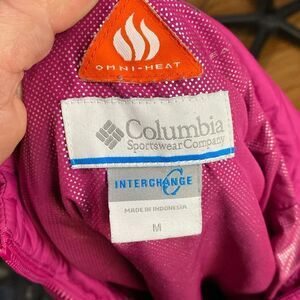 OMNI-HEAT
Columbia
Sportswear Company
INTERCHANGE
MADE IN INDONESIA
M